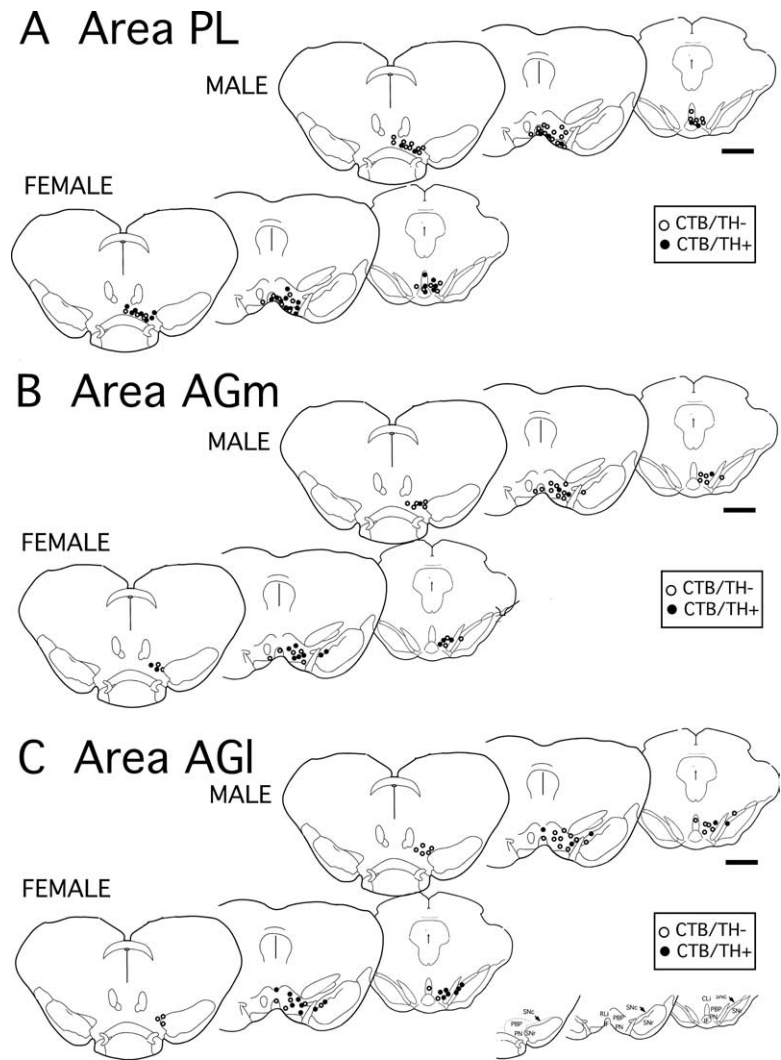 A Area PL
MALE
FEMALE
CTB/TH-
CTB/TH+
B Area AGm
MALE
FEMALE
CTB/TH-
CTB/TH+
C Area AGl
MALE
FEMALE
CTB/TH-
CTB/TH+
SNc
PBP
PN SNr
RLi
SNc
PBP
PN
SNr
CLi
SNc
PBP
PN
SNr